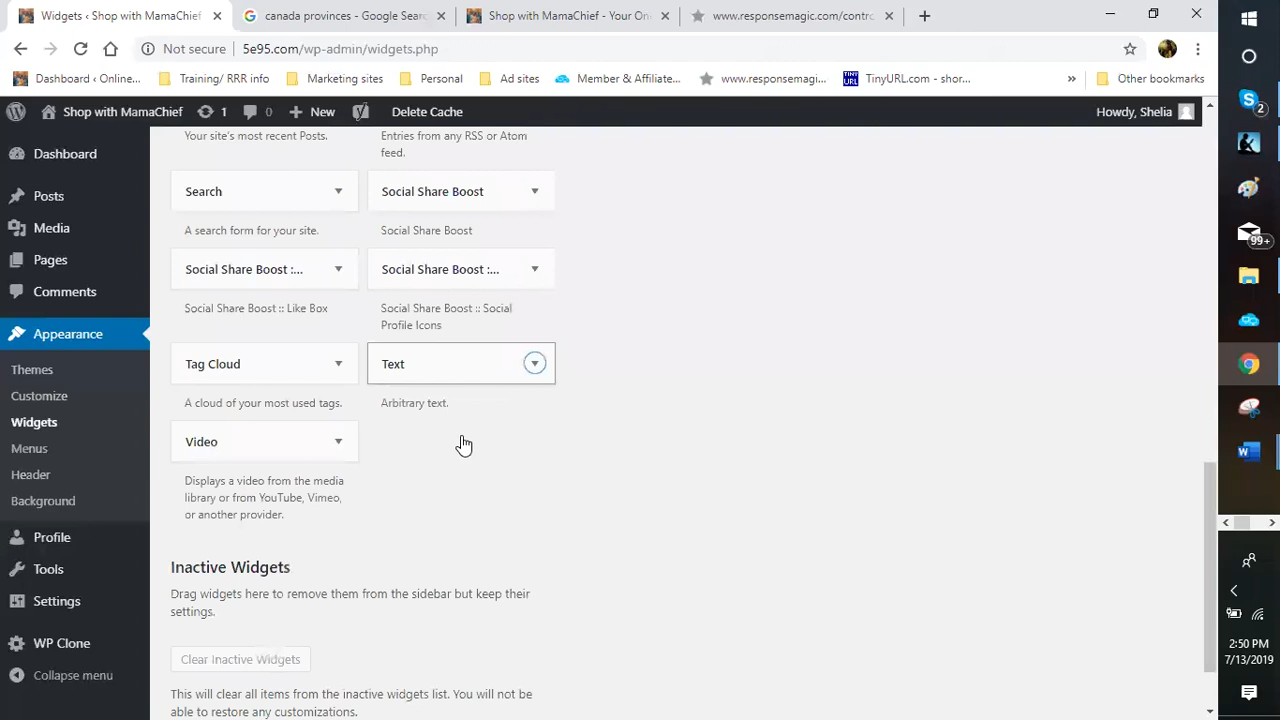 Widgets ‹ Shop with MamaChief -
canada provinces - Google Sear
Shop with MamaChief - Your On
www.responsemagic.com/contro
Not secure
5e95.com/wp-admin/widgets.php
Dashboard ‹ Online...
Training/ RRR info
Marketing sites
Personal
Ad sites
Member & Affiliate...
www.responsemagi...
TinyURL.com - shor...
»
Other bookmarks
Shop with MamaChief
1
0
New
Delete Cache
Howdy, Shelia
Dashboard
Posts
Media
Pages
Comments
Appearance
Themes
Customize
Widgets
Menus
Header
Background
Profile
Tools
Settings
WP Clone
Collapse menu
Your site's most recent Posts.
Entries from any RSS or Atom
feed.
Search
Social Share Boost
A search form for your site.
Social Share Boost
Social Share Boost :...
Social Share Boost :...
Social Share Boost :: Like Box
Social Share Boost :: Social
Profile Icons
Tag Cloud
Text
A cloud of your most used tags.
Arbitrary text.
Video
Displays a video from the media
library or from YouTube, Vimeo,
or another provider.
Inactive Widgets
Drag widgets here to remove them from the sidebar but keep their
settings.
Clear Inactive Widgets
This will clear all items from the inactive widgets list. You will not be
able to restore any customizations.
2
99+
2:50 PM
7/13/2019